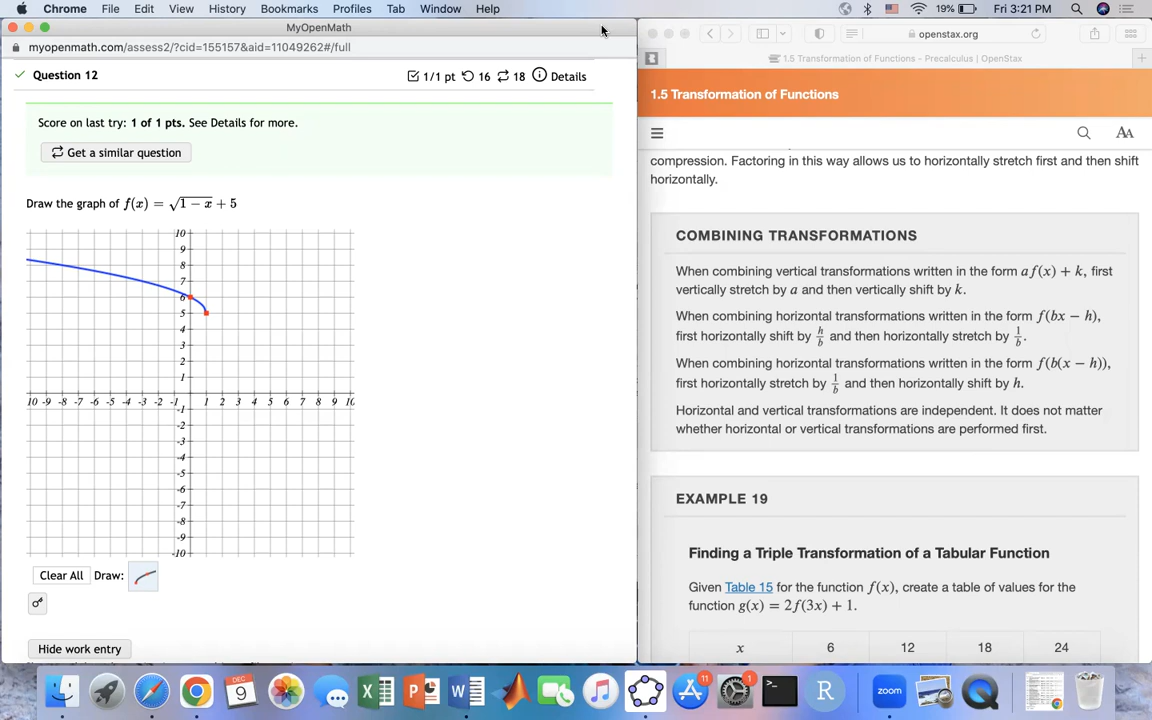 Chrome File Edit View History Bookmarks Profiles Tab Window Help 19% Fri 3:21 PM
MyOpenMath
myopenmath.com/assess2/?cid=155157&aid=11049262#/full
Question 12
1/1 pt 16 18 Details
Score on last try: 1 of 1 pts. See Details for more.
Get a similar question
Draw the graph of f(x) = √1 − x + 5
10
9
8
7
6
5
4
3
2
1
10 -9 -8 -7 -6 -5 -4 -3 -2 -1 1 2 3 4 5 6 7 8 9 10
-1
-2
-3
-4
-5
-6
-7
-8
-9
-10
Clear All Draw:
Hide work entry
openstax.org
1.5 Transformation of Functions - Precalculus | OpenStax
1.5 Transformation of Functions
AA
compression. Factoring in this way allows us to horizontally stretch first and then shift
horizontally.
COMBINING TRANSFORMATIONS
When combining vertical transformations written in the form a f(x) + k, first
vertically stretch by a and then vertically shift by k.
When combining horizontal transformations written in the form f(bx − h),
first horizontally shift by h/b and then horizontally stretch by 1/b.
When combining horizontal transformations written in the form f(b(x − h)),
first horizontally stretch by 1/b and then horizontally shift by h.
Horizontal and vertical transformations are independent. It does not matter
whether horizontal or vertical transformations are performed first.
EXAMPLE 19
Finding a Triple Transformation of a Tabular Function
Given Table 15 for the function f(x), create a table of values for the
function g(x) = 2f(3x) + 1.
x 6 12 18 24
DEC
9
X
P
W
11
1
>_
R
zoom